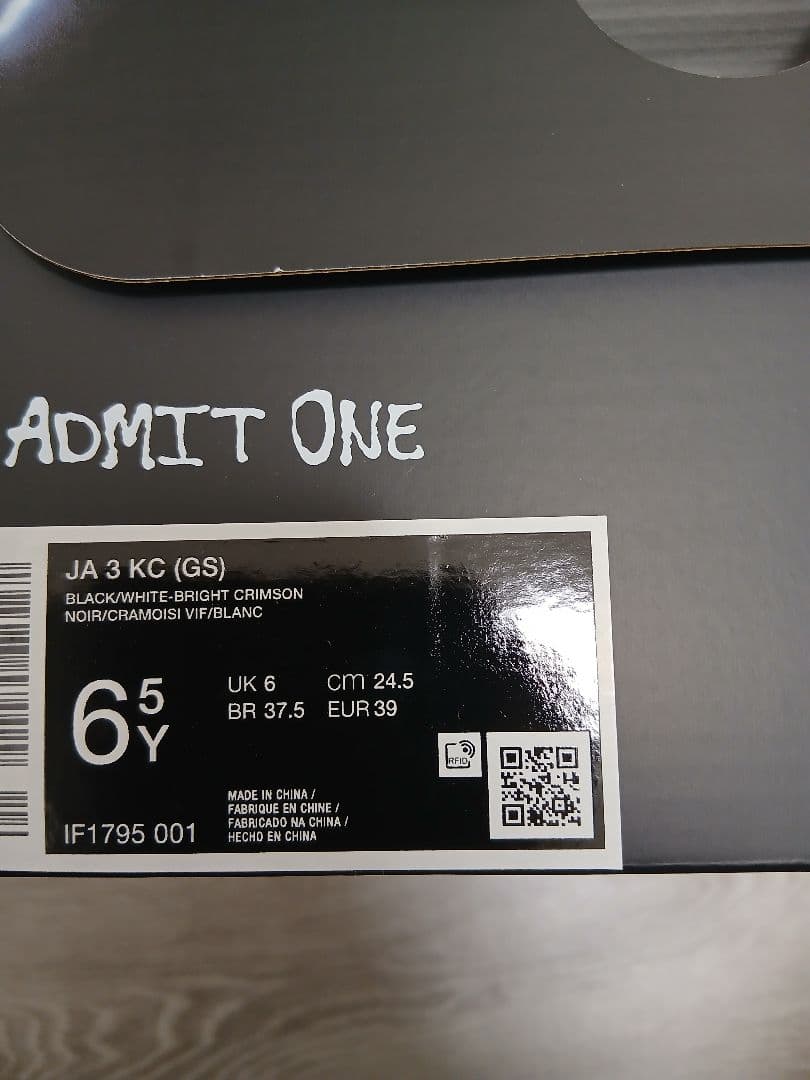 ADMIT ONE
JA 3 KC (GS)
BLACK/WHITE-BRIGHT CRIMSON
NOIR/CRAMOISI VIF/BLANC
6 5 Y
UK 6 cm 24.5
BR 37.5 EUR 39
RFID
MADE IN CHINA /
FABRIQUE EN CHINE /
FABRICADO NA CHINA /
HECHO EN CHINA
IF1795 001